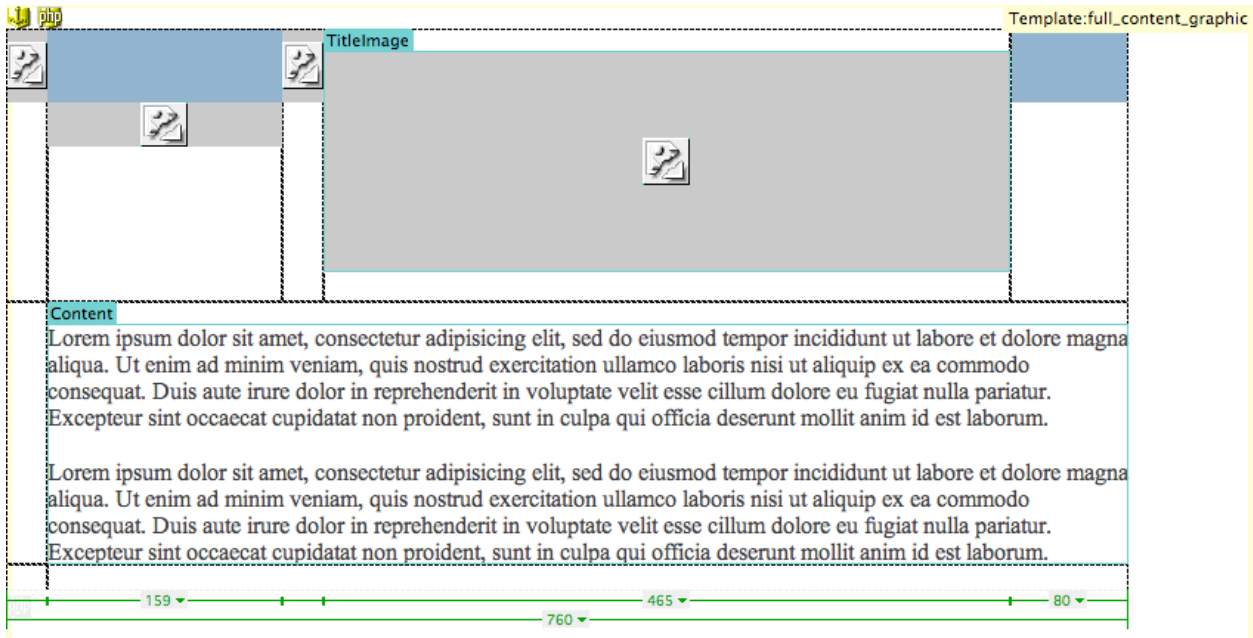 php
Template:full_content_graphic
TitleImage
Content
Lorem ipsum dolor sit amet, consectetur adipisicing elit, sed do eiusmod tempor incididunt ut labore et dolore magna
aliqua. Ut enim ad minim veniam, quis nostrud exercitation ullamco laboris nisi ut aliquip ex ea commodo
consequat. Duis aute irure dolor in reprehenderit in voluptate velit esse cillum dolore eu fugiat nulla pariatur.
Excepteur sint occaecat cupidatat non proident, sunt in culpa qui officia deserunt mollit anim id est laborum.
Lorem ipsum dolor sit amet, consectetur adipisicing elit, sed do eiusmod tempor incididunt ut labore et dolore magna
aliqua. Ut enim ad minim veniam, quis nostrud exercitation ullamco laboris nisi ut aliquip ex ea commodo
consequat. Duis aute irure dolor in reprehenderit in voluptate velit esse cillum dolore eu fugiat nulla pariatur.
Excepteur sint occaecat cupidatat non proident, sunt in culpa qui officia deserunt mollit anim id est laborum.
php
159
465
80
760